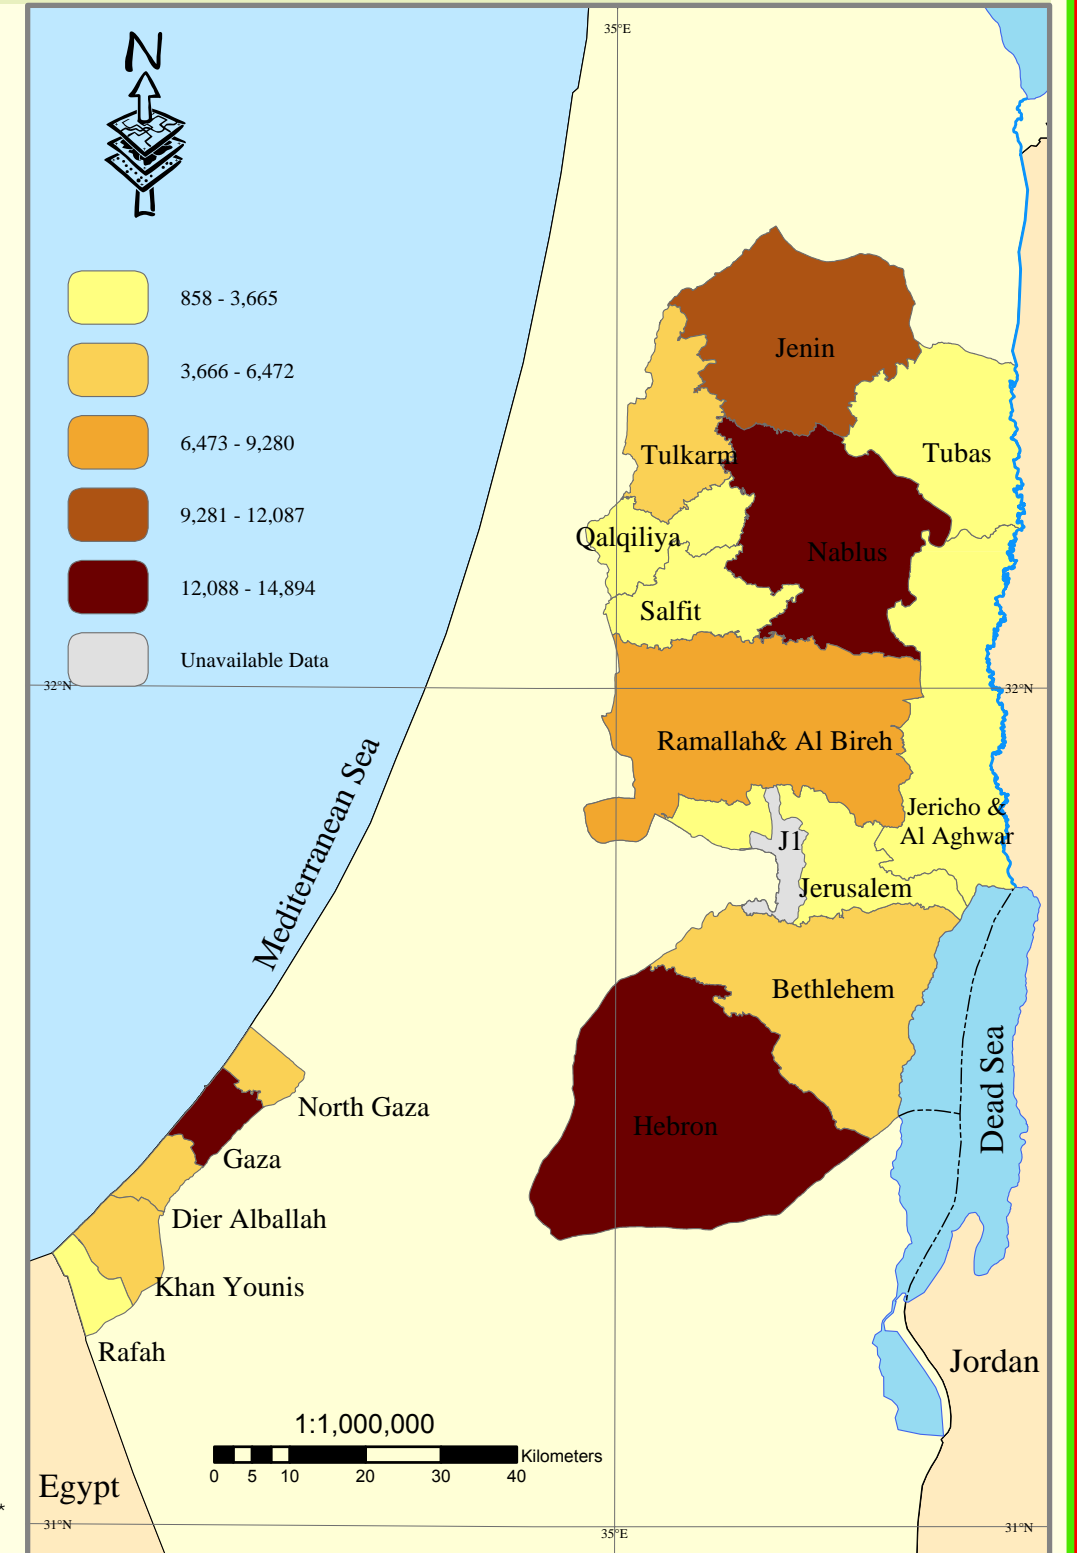 35°E
N
858 - 3,665
3,666 - 6,472
6,473 - 9,280
9,281 - 12,087
12,088 - 14,894
Unavailable Data
32°N
32°N
Jenin
Tulkarm
Tubas
Qalqiliya
Nablus
Salfit
Ramallah& Al Bireh
Jericho &
Al Aghwar
J1
Jerusalem
Mediterranean Sea
Bethlehem
Dead Sea
Hebron
North Gaza
Gaza
Dier Alballah
Khan Younis
Rafah
Jordan
1:1,000,000
Kilometers
0 5 10 20 30 40
Egypt
*
31°N
35°E
31°N